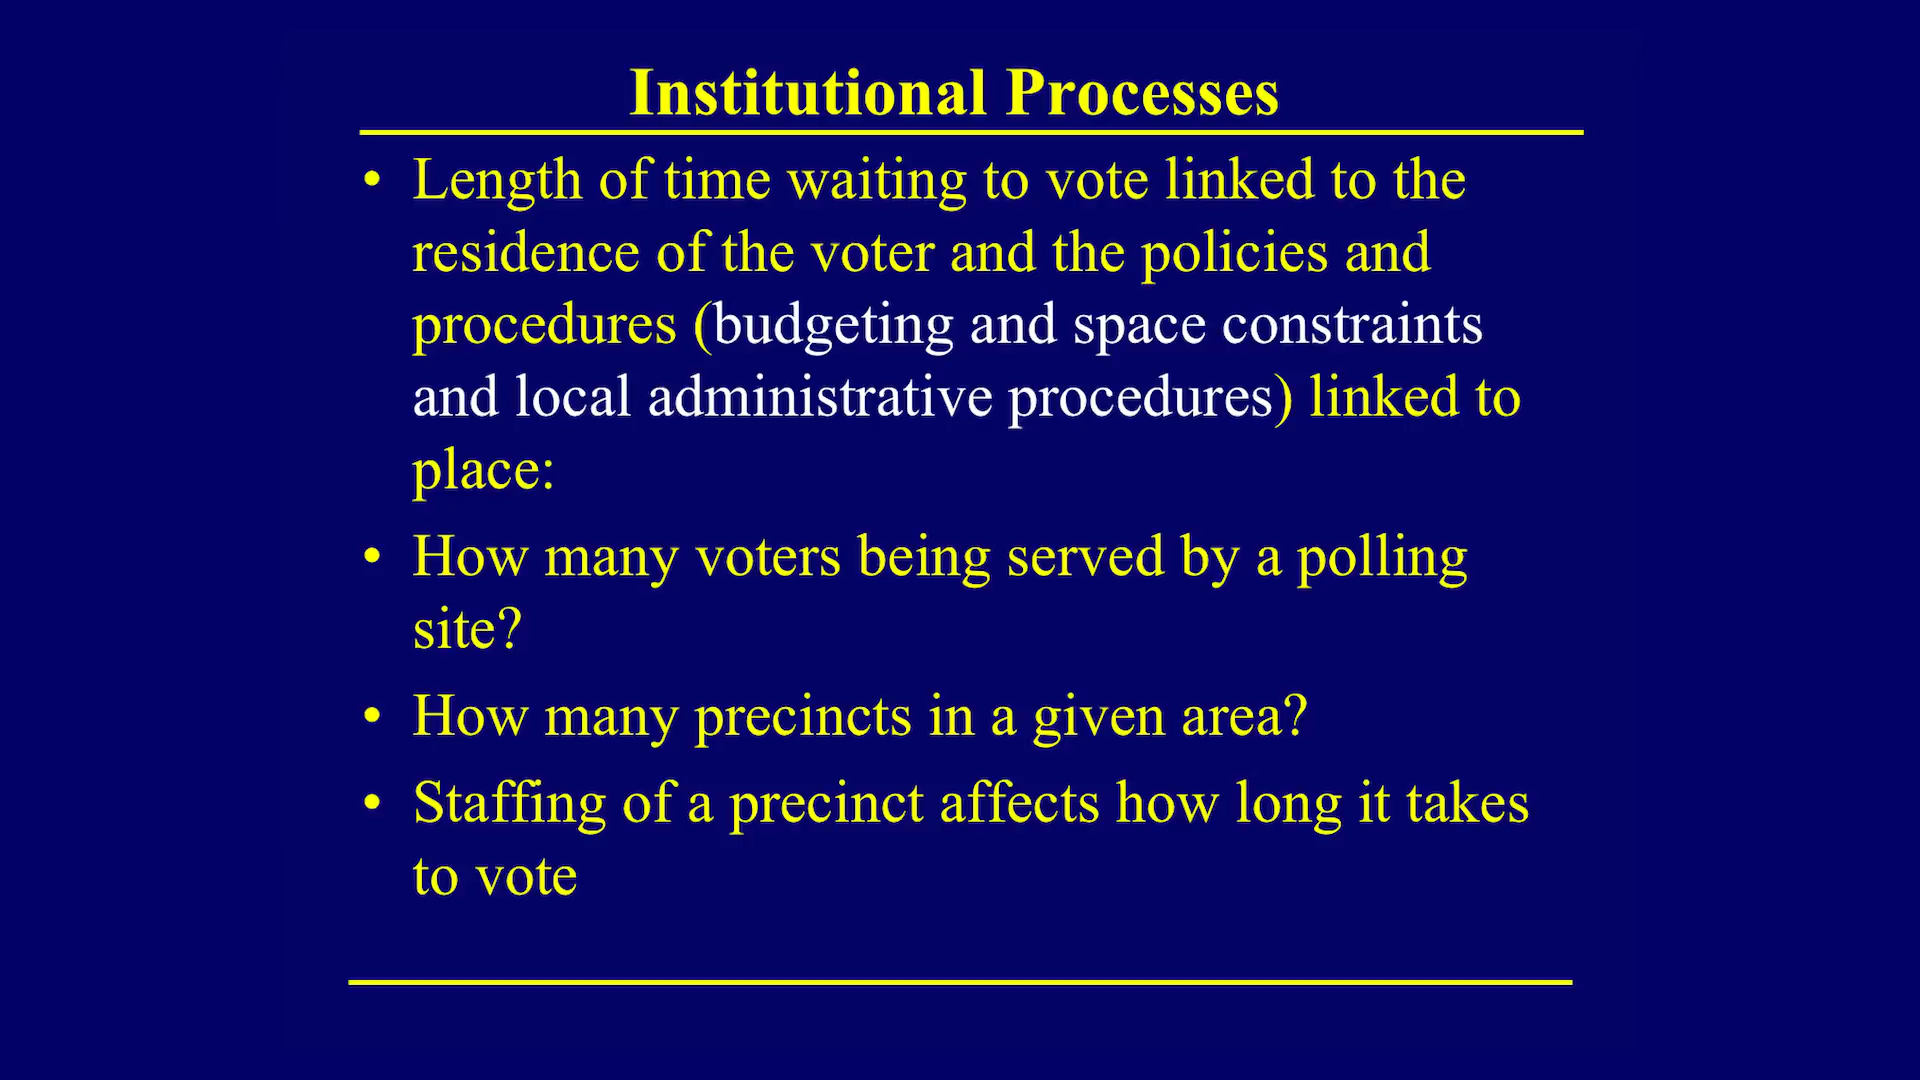 Institutional Processes
• Length of time waiting to vote linked to the
residence of the voter and the policies and
procedures (budgeting and space constraints
and local administrative procedures) linked to
place:
• How many voters being served by a polling
site?
• How many precincts in a given area?
• Staffing of a precinct affects how long it takes
to vote